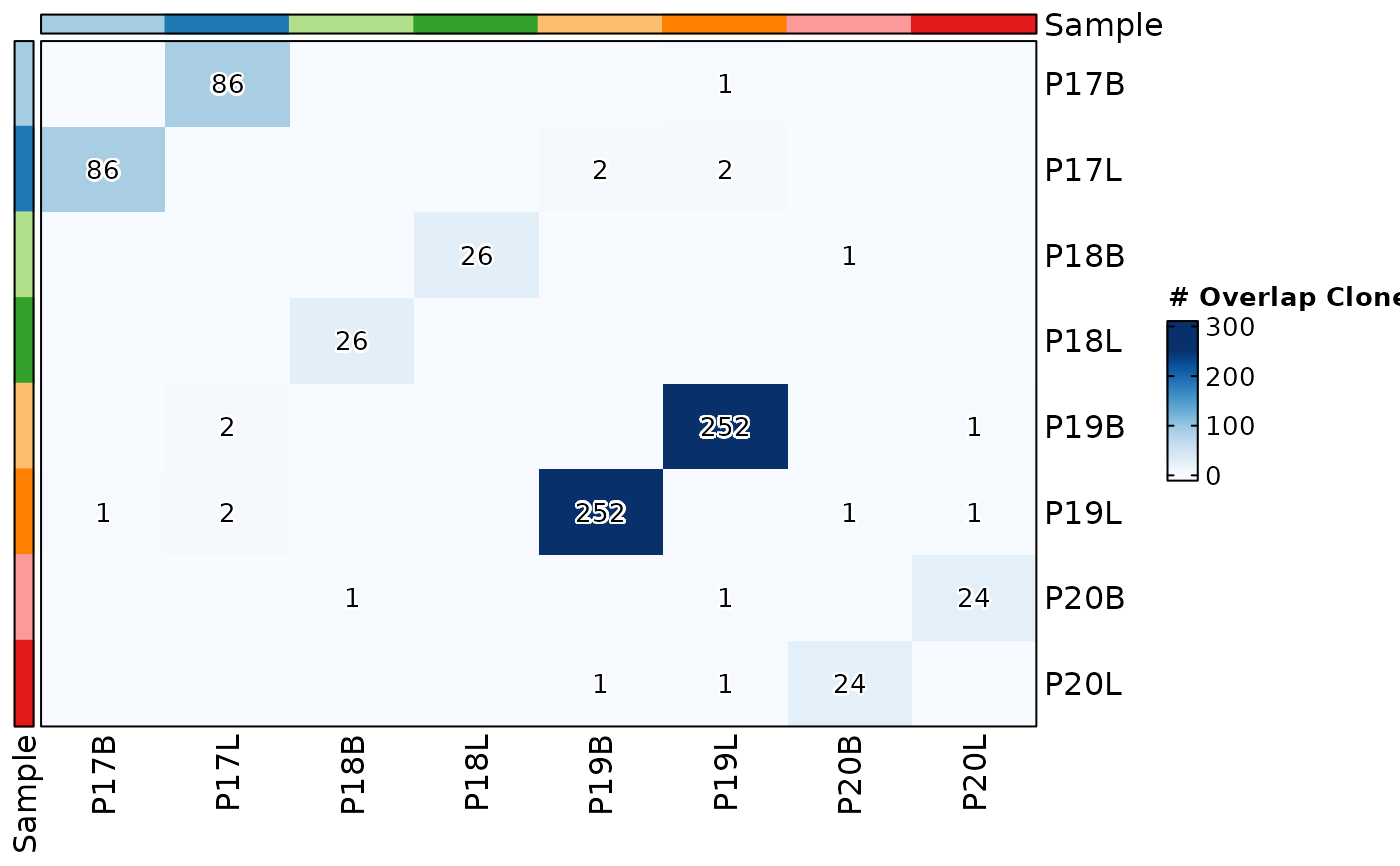 Sample
86 1 P17B
86 2 2 P17L
26 1 P18B
26 P18L
2 252 1 P19B
1 2 252 1 1 P19L
1 1 24 P20B
1 1 24 P20L
Sample P17B P17L P18B P18L P19B P19L P20B P20L
# Overlap Clone
300
200
100
0